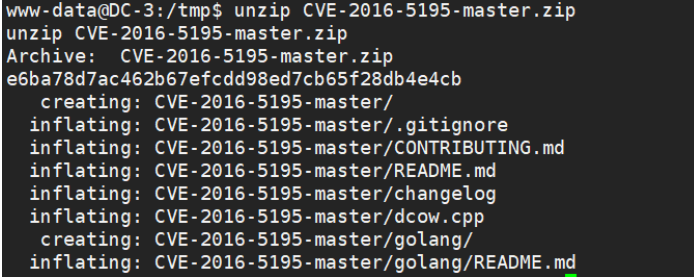 www-data@DC-3:/tmp$ unzip CVE-2016-5195-master.zip
unzip CVE-2016-5195-master.zip
Archive:  CVE-2016-5195-master.zip
e6ba78d7ac462b67efcdd98ed7cb65f28db4e4cb
   creating: CVE-2016-5195-master/
  inflating: CVE-2016-5195-master/.gitignore
  inflating: CVE-2016-5195-master/CONTRIBUTING.md
  inflating: CVE-2016-5195-master/README.md
  inflating: CVE-2016-5195-master/changelog
  inflating: CVE-2016-5195-master/dcow.cpp
   creating: CVE-2016-5195-master/golang/
  inflating: CVE-2016-5195-master/golang/README.md